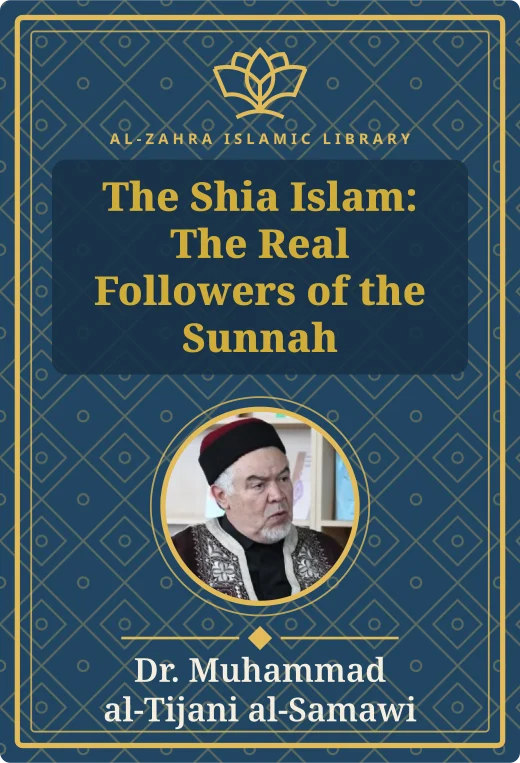 AL-ZAHRA ISLAMIC LIBRARY
The Shia Islam:
The Real
Followers of the
Sunnah
Dr. Muhammad
al-Tijani al-Samawi